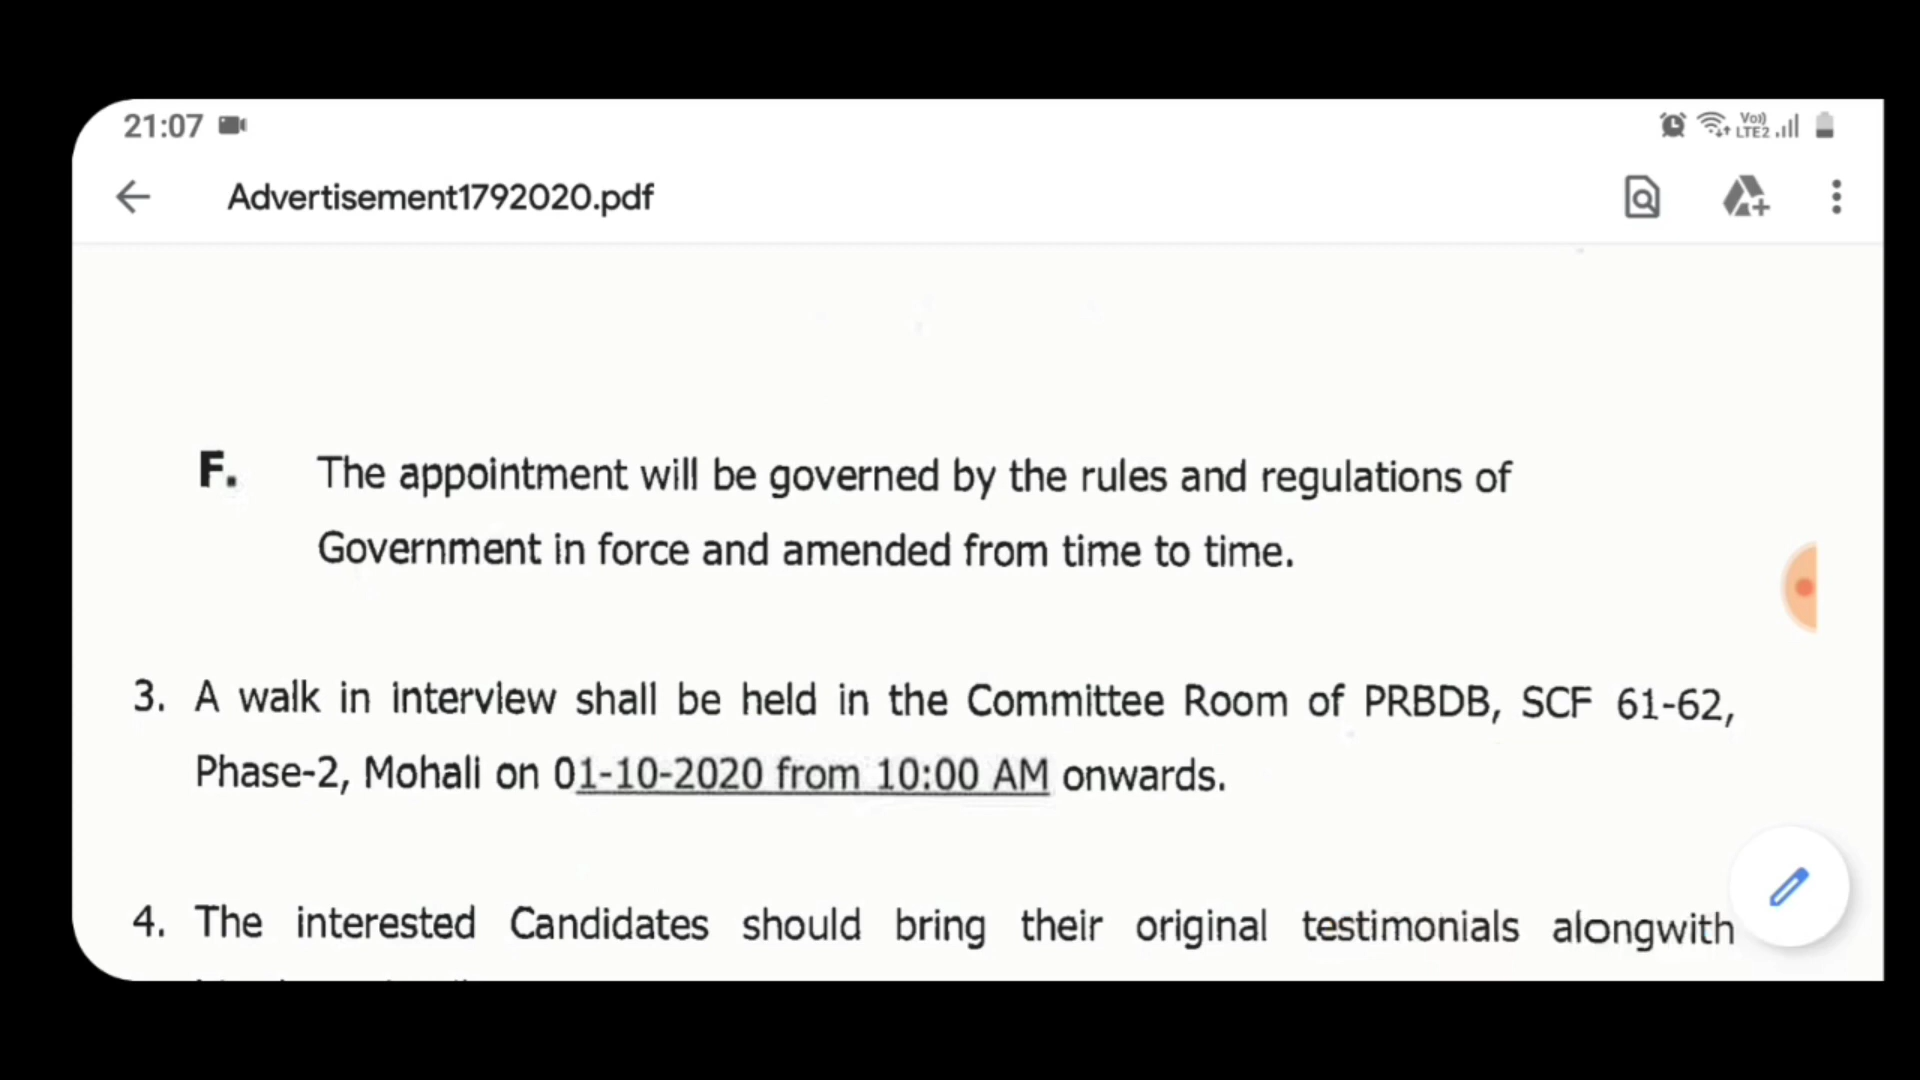 21:07
Vo)) LTE2
Advertisement1792020.pdf
F. The appointment will be governed by the rules and regulations of
Government in force and amended from time to time.
3. A walk in interview shall be held in the Committee Room of PRBDB, SCF 61-62,
Phase-2, Mohali on 01-10-2020 from 10:00 AM onwards.
4. The interested Candidates should bring their original testimonials alongwith